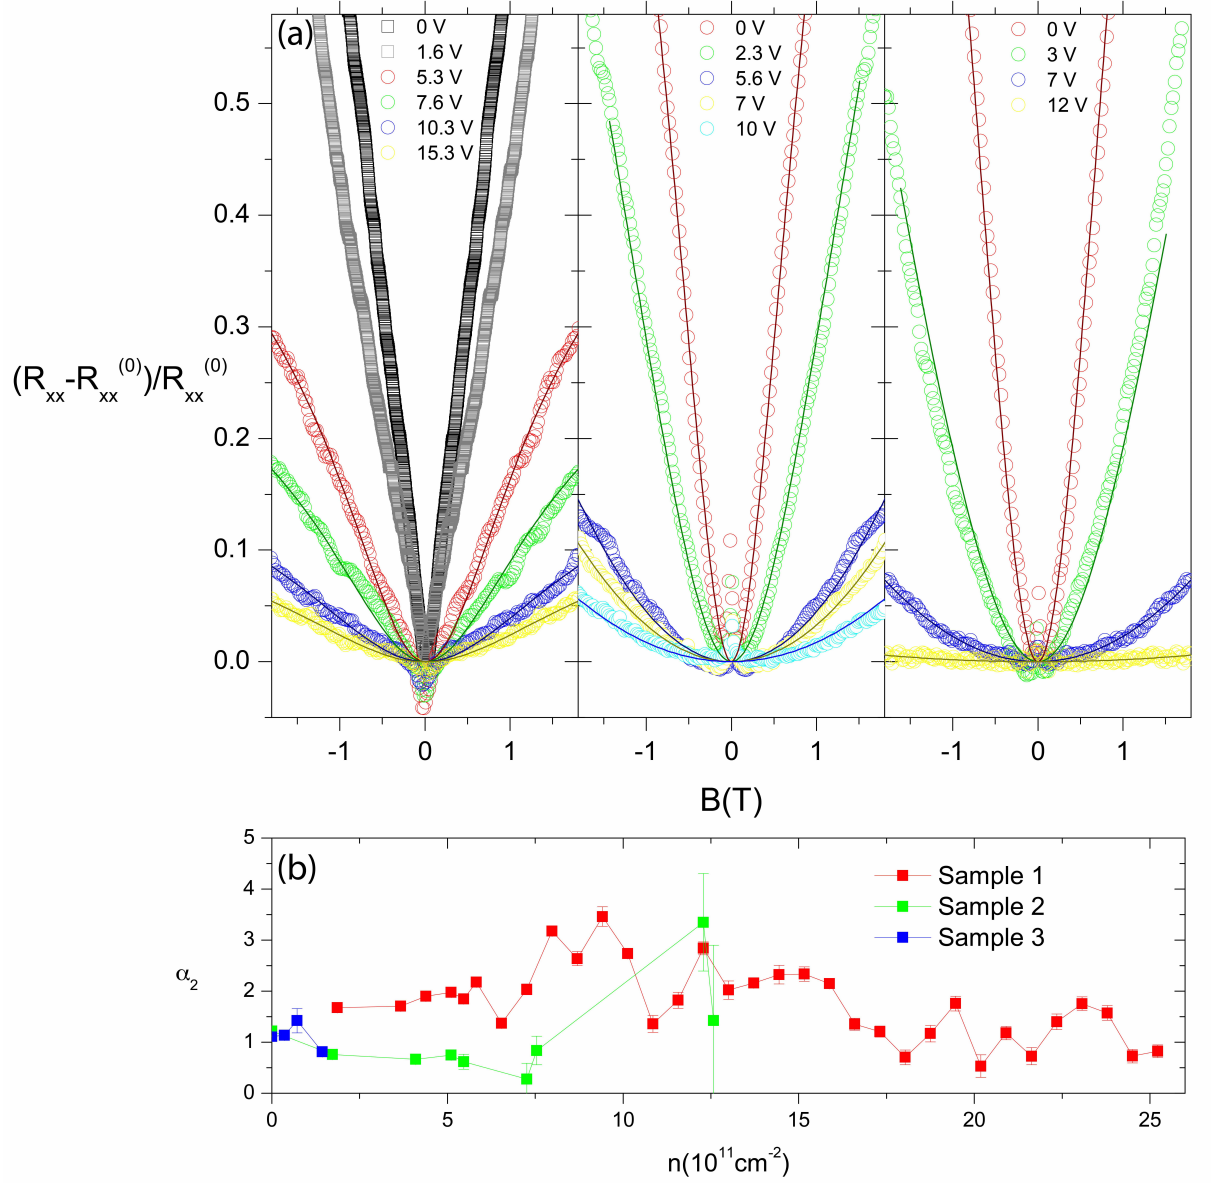 (a)
0 V
1.6 V
5.3 V
7.6 V
10.3 V
15.3 V
0 V
2.3 V
5.6 V
7 V
10 V
0 V
3 V
7 V
12 V
0.5
0.4
0.3
(Rxx-Rxx(0))/Rxx(0)
0.2
0.1
0.0
-1 0 1 -1 0 1 -1 0 1
B(T)
(b)
5
4
3
2
1
0
α2
Sample 1
Sample 2
Sample 3
0 5 10 15 20 25
n(10^11cm^-2)